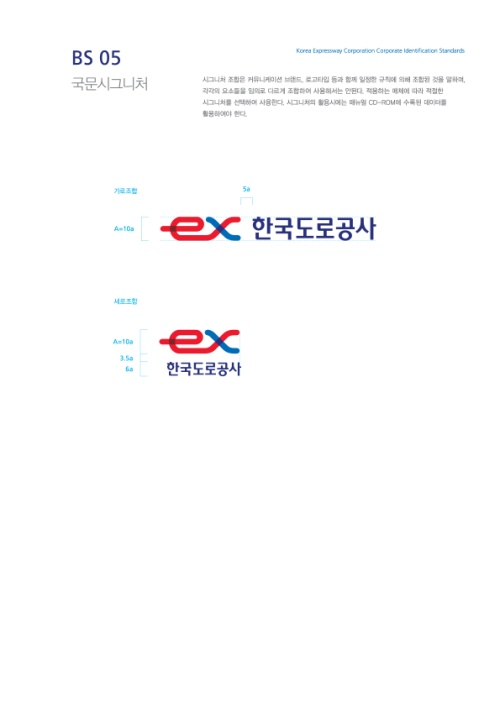 BS 05
Korea Expressway Corporation Corporate Identification Standards
국문시그니처
시그니처 조합은 커뮤니케이션 브랜드, 로고타입 등과 함께 일정한 규칙에 의해 조합된 것을 말하며,
각각의 요소들을 임의로 다르게 조합하여 사용해서는 안된다. 적용하는 매체에 따라 적절한
시그니처를 선택하여 사용한다. 시그니처의 활용시에는 매뉴얼 CD-ROM에 수록된 데이터를
활용하여야 한다.
가로조합
5a
A=10a
ex 한국도로공사
세로조합
A=10a
ex
3.5a
6a
한국도로공사